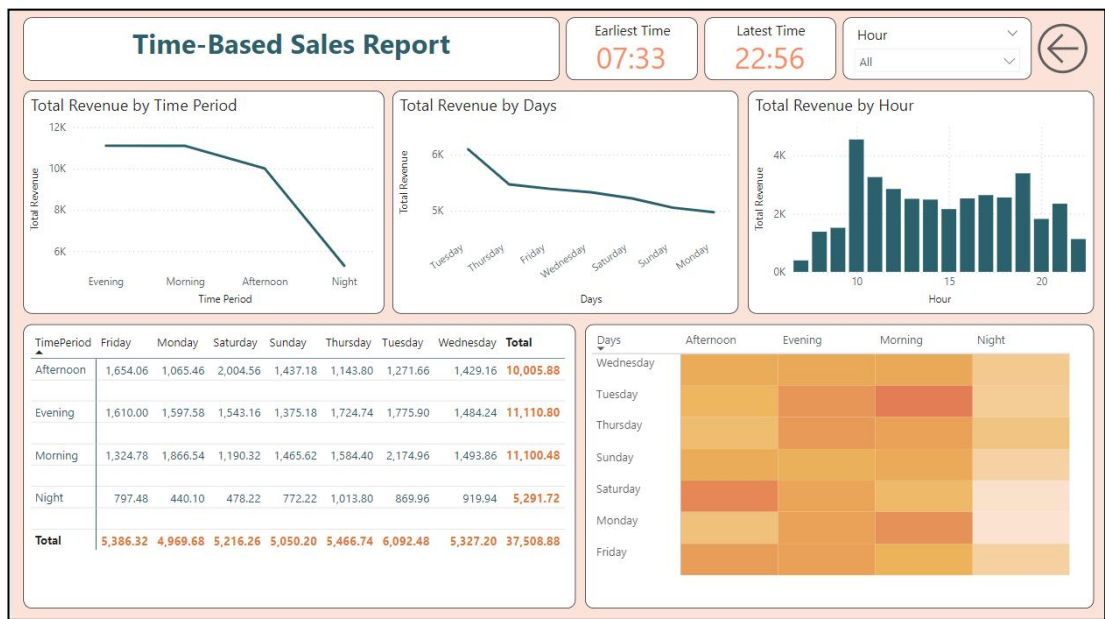 Time-Based Sales Report
Earliest Time
07:33
Latest Time
22:56
Hour
All
Total Revenue by Time Period
12K
10K
8K
6K
Total Revenue
Evening Morning Afternoon Night
Time Period
Total Revenue by Days
6K
5K
Total Revenue
Tuesday Thursday Friday Wednesday Saturday Sunday Monday
Days
Total Revenue by Hour
4K
2K
0K
Total Revenue
10 15 20
Hour
TimePeriod Friday Monday Saturday Sunday Thursday Tuesday Wednesday Total
Afternoon 1,654.06 1,065.46 2,004.56 1,437.18 1,143.80 1,271.66 1,429.16 10,005.88
Evening 1,610.00 1,597.58 1,543.16 1,375.18 1,724.74 1,775.90 1,484.24 11,110.80
Morning 1,324.78 1,866.54 1,190.32 1,465.62 1,584.40 2,174.96 1,493.86 11,100.48
Night 797.48 440.10 478.22 772.22 1,013.80 869.96 919.94 5,291.72
Total 5,386.32 4,969.68 5,216.26 5,050.20 5,466.74 6,092.48 5,327.20 37,508.88
Days Afternoon Evening Morning Night
Wednesday
Tuesday
Thursday
Sunday
Saturday
Monday
Friday